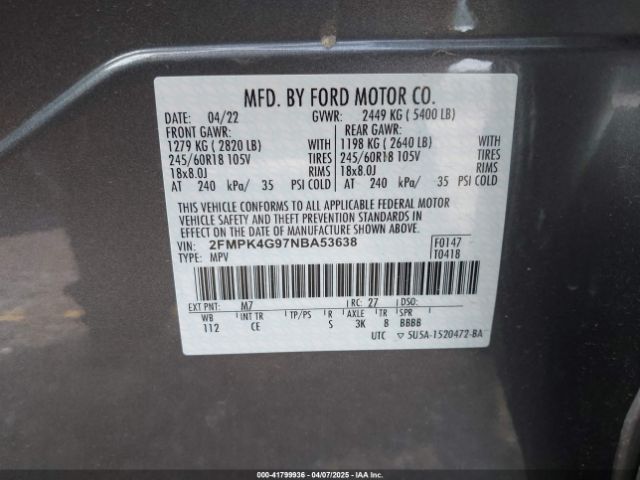 MFD. BY FORD MOTOR CO.
DATE: 04/22 GVWR: 2449 KG ( 5400 LB)
FRONT GAWR: REAR GAWR:
1279 KG ( 2820 LB) WITH 1198 KG ( 2640 LB) WITH
245/60R18 105V TIRES 245/60R18 105V TIRES
18x8.0J RIMS 18x8.0J RIMS
AT 240 kPa/ 35 PSI COLD AT 240 kPa/ 35 PSI COLD
THIS VEHICLE CONFORMS TO ALL APPLICABLE FEDERAL MOTOR
VEHICLE SAFETY AND THEFT PREVENTION STANDARDS IN
EFFECT ON THE DATE OF MANUFACTURE SHOWN ABOVE.
VIN: 2FMPK4G97NBA53638 F0147
TYPE: MPV T0418
EXT PNT: M7 RC: 27 DSO:
WB INT TR TP/PS R AXLE TR SPR
112 CE S 3K 8 BBBB
UTC 5U5A-1520472-BA
000-41799936 - 04/07/2025 - IAAI, Inc.